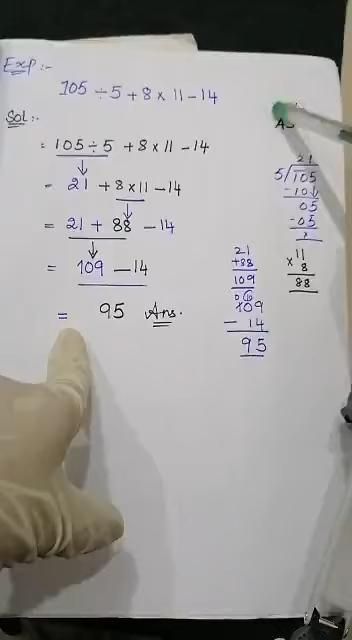 Exp:-
105 ÷ 5 + 8 × 11 - 14
Sol:-
= 105 ÷ 5 + 8 × 11 - 14
= 21 + 8 × 11 - 14
= 21 + 88 - 14
= 109 - 14
= 95 Ans.
21
5 105
- 10
05
- 05
×
11
× 8
88
21
+ 88
109
109
- 14
95